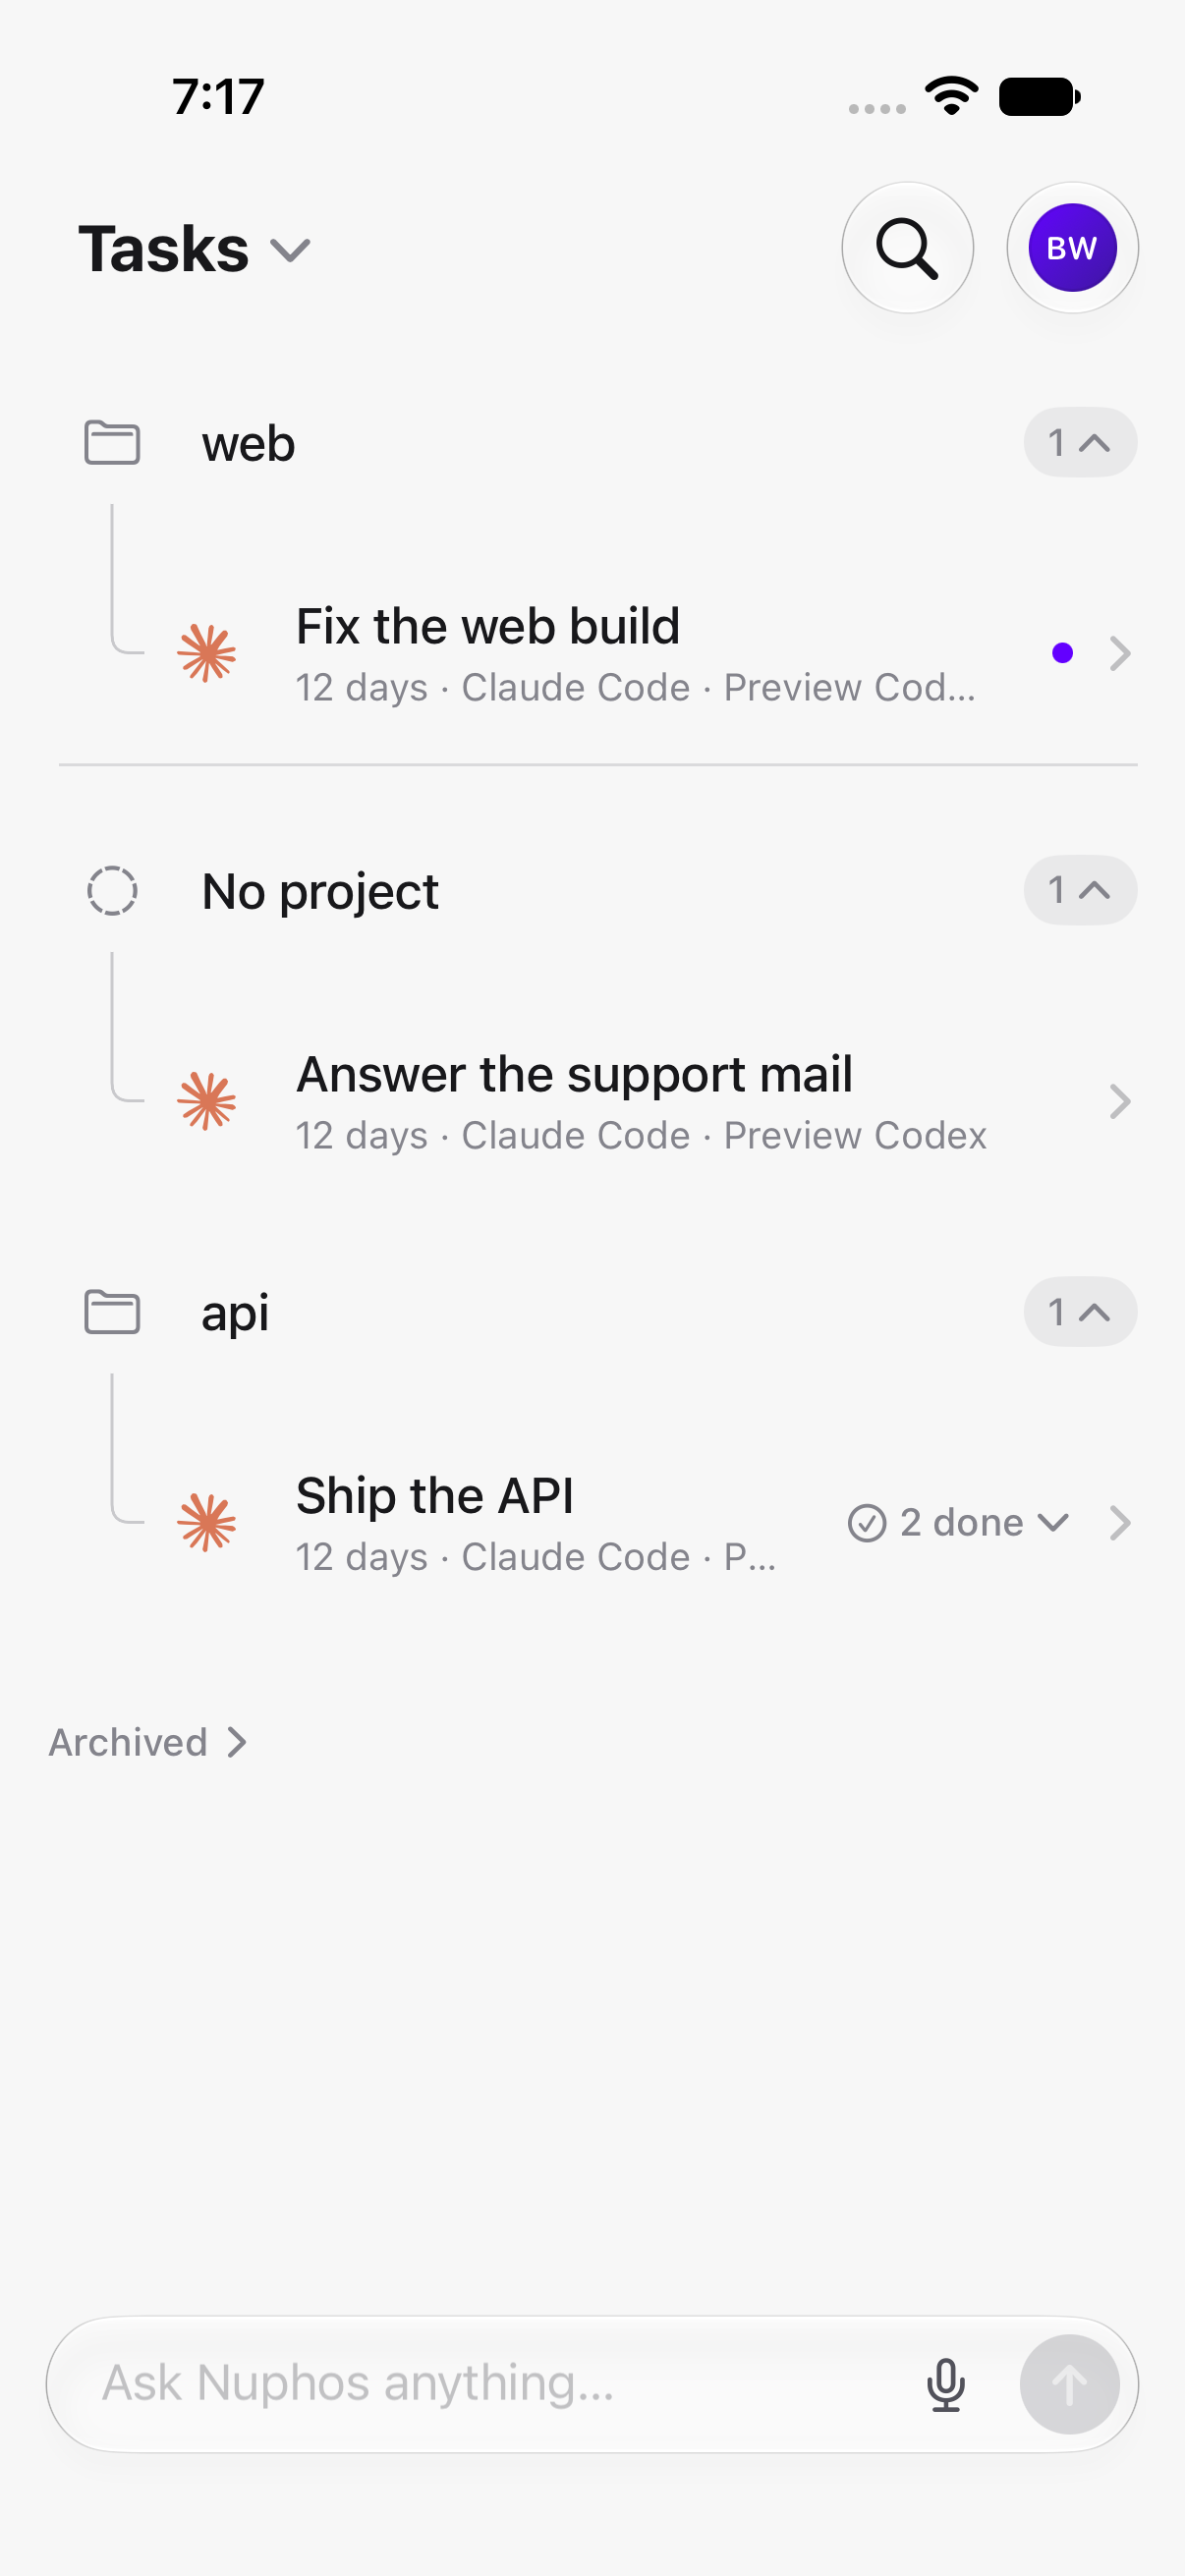 7:17
Tasks
BW
web
1
Fix the web build
12 days · Claude Code · Preview Cod...
No project
1
Answer the support mail
12 days · Claude Code · Preview Codex
api
1
Ship the API
2 done
12 days · Claude Code · P...
Archived
Ask Nuphos anything...